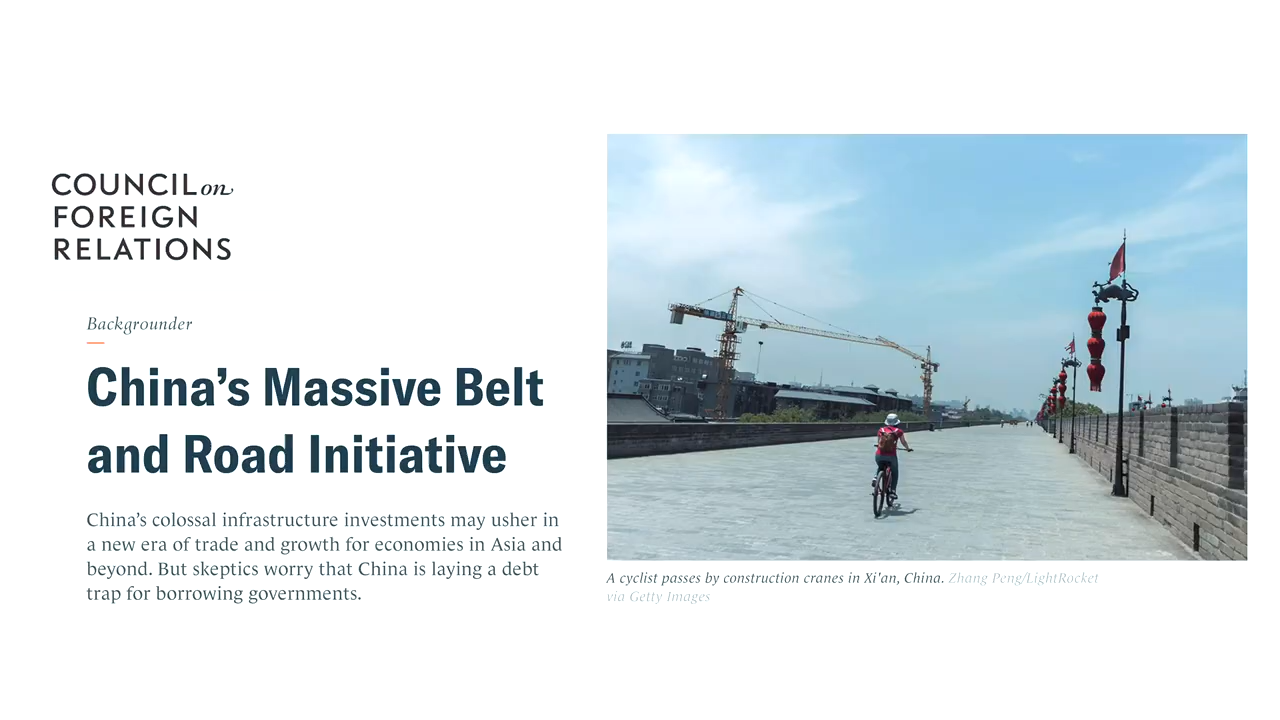 COUNCIL on
FOREIGN
RELATIONS
Backgrounder
China’s Massive Belt
and Road Initiative
China’s colossal infrastructure investments may usher in
a new era of trade and growth for economies in Asia and
beyond. But skeptics worry that China is laying a debt
trap for borrowing governments.
A cyclist passes by construction cranes in Xi'an, China. Zhang Peng/LightRocket
via Getty Images